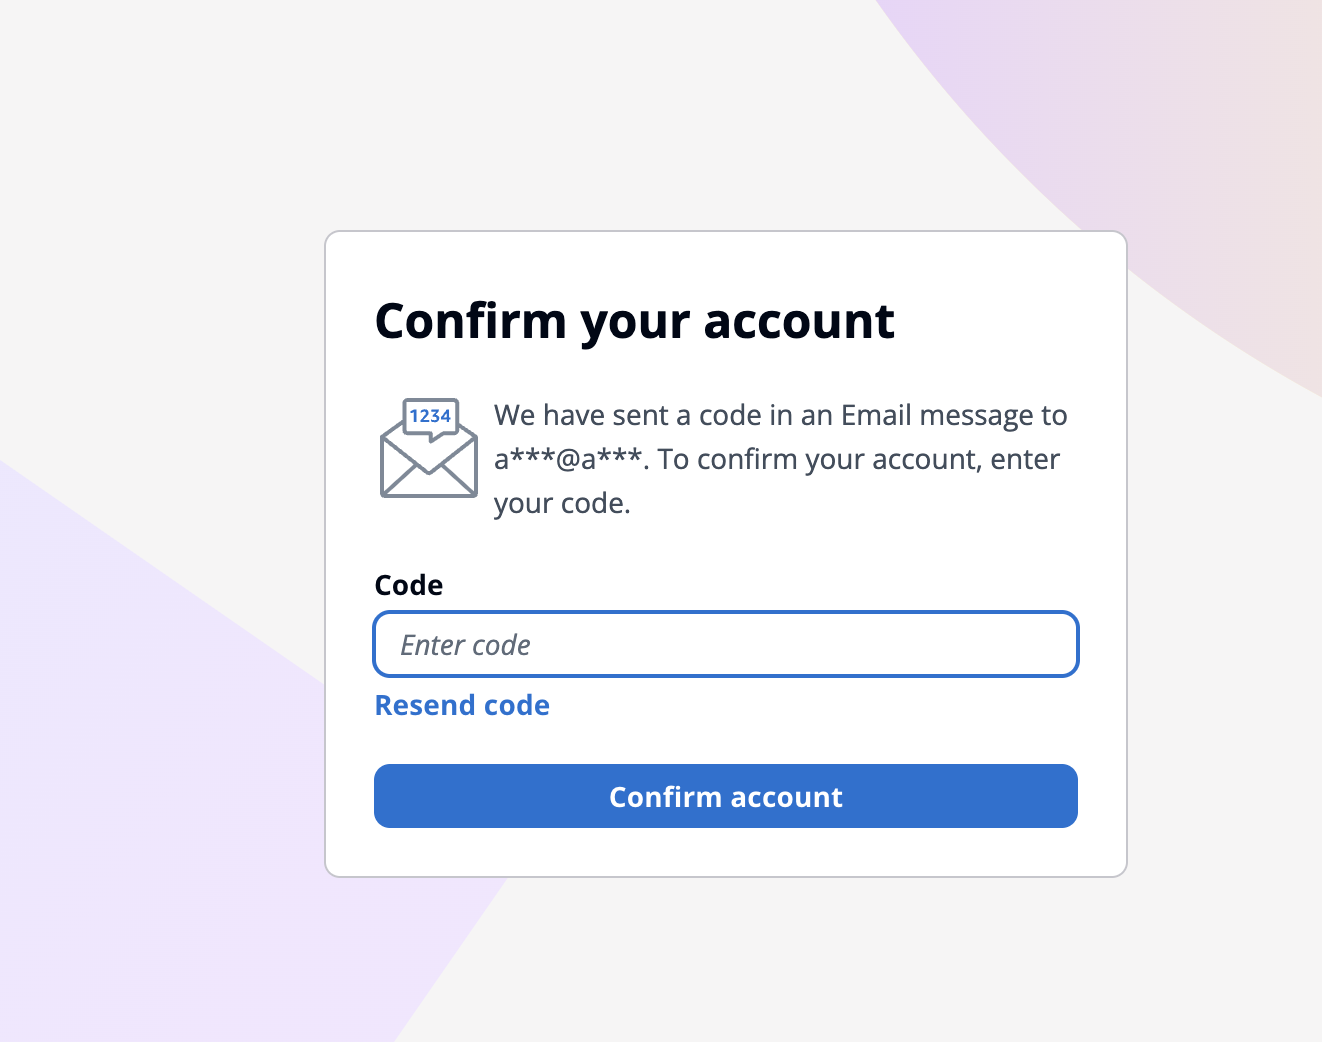 Confirm your account
1234
We have sent a code in an Email message to
a***@a***. To confirm your account, enter
your code.
Code
Enter code
Resend code
Confirm account